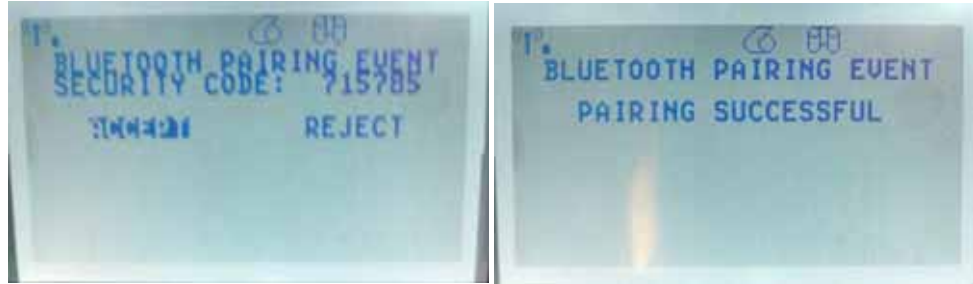 BLUETOOTH PAIRING EVENT
SECURITY CODE: 715785
ACCEPT REJECT
BLUETOOTH PAIRING EVENT
PAIRING SUCCESSFUL